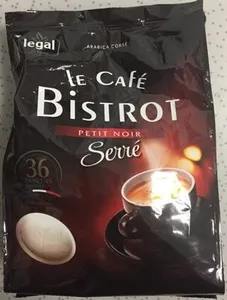 legal
ARABICA CORSÉ
LE CAFÉ
BISTROT
PETIT NOIR
Serré
36